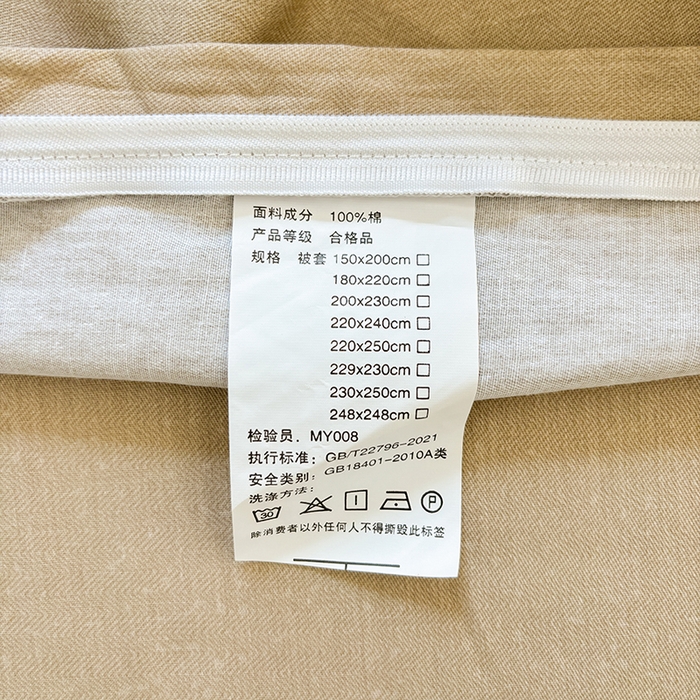 面料成分 100%棉
产品等级 合格品
规格 被套 150x200cm □
180x220cm □
200x230cm □
220x240cm □
220x250cm □
229x230cm □
230x250cm □
248x248cm □
检验员. MY008
执行标准: GB/T22796-2021
安全类别: GB18401-2010A类
洗涤方法:
30 P
除消费者以外任何人不得撕毁此标签